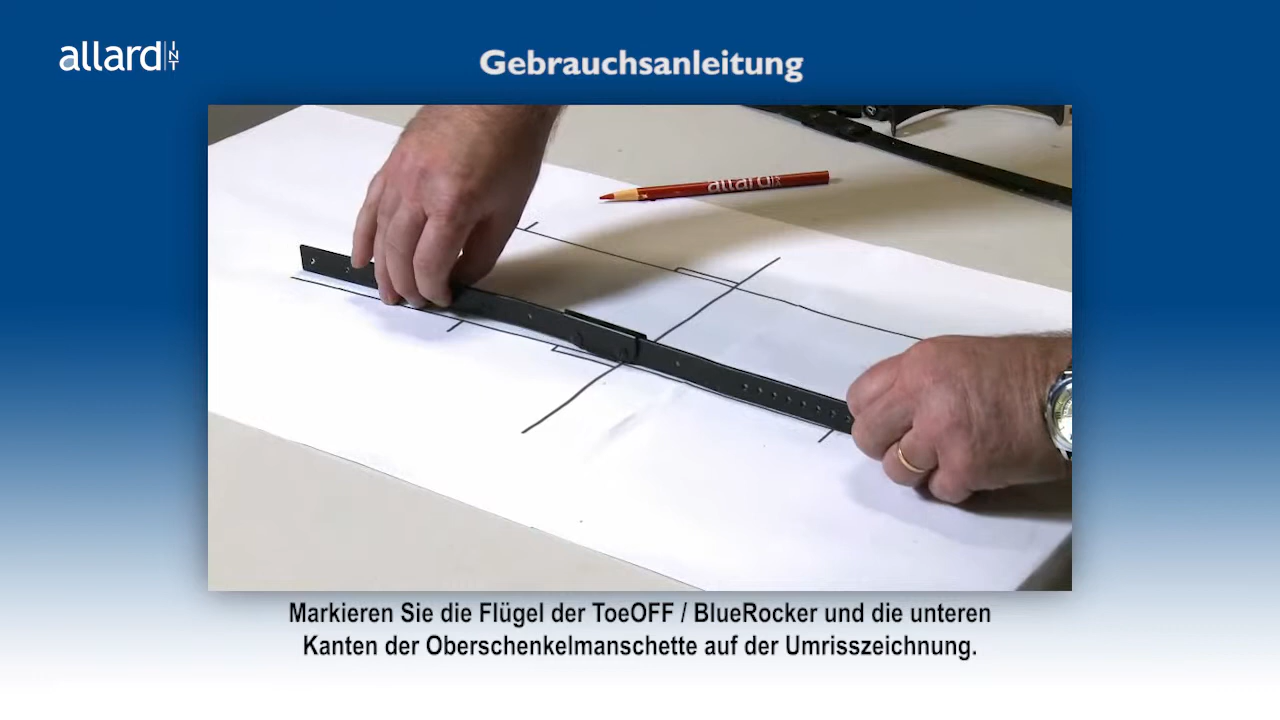 allard INT
Gebrauchsanleitung
allard
Markieren Sie die Flügel der ToeOFF / BlueRocker und die unteren
Kanten der Oberschenkelmanschette auf der Umrisszeichnung.